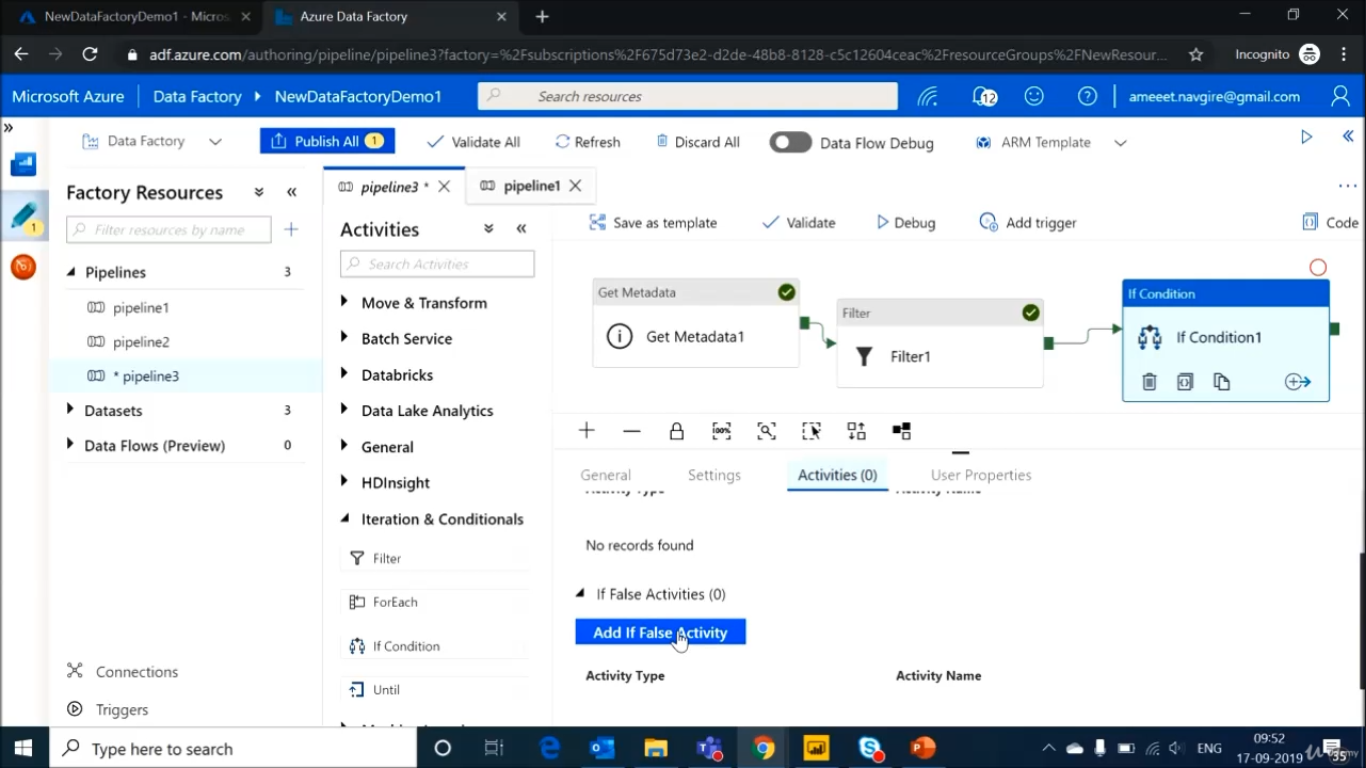 NewDataFactoryDemo1 - Micros
Azure Data Factory
adf.azure.com/authoring/pipeline/pipeline3?factory=%2Fsubscriptions%2F675d73e2-d2de-48b8-8128-c5c12604ceac%2FresourceGroups%2FNewResour...
Incognito
Microsoft Azure
Data Factory
NewDataFactoryDemo1
Search resources
12
ameeet.navgire@gmail.com
Data Factory
Publish All 1
Validate All
Refresh
Discard All
Data Flow Debug
ARM Template
Factory Resources
Filter resources by name
1
Pipelines 3
pipeline1
pipeline2
* pipeline3
Datasets 3
Data Flows (Preview) 0
Connections
Triggers
pipeline3 *
pipeline1
Activities
Search Activities
Move & Transform
Batch Service
Databricks
Data Lake Analytics
General
HDInsight
Iteration & Conditionals
Filter
ForEach
If Condition
Until
Save as template
Validate
Debug
Add trigger
Code
Get Metadata
Get Metadata1
Filter
Filter1
If Condition
If Condition1
100%
General
Settings
Activities (0)
User Properties
Activity Type
Activity Name
No records found
If False Activities (0)
Add If False Activity
Activity Type
Activity Name
Type here to search
ENG
09:52
17-09-2019
35